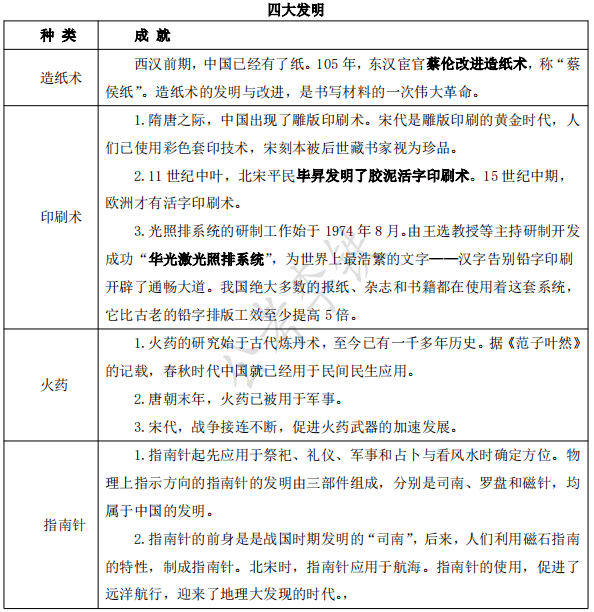 四大发明
种 类 成 就
造纸术
西汉前期，中国已经有了纸。105年，东汉宦官蔡伦改进造纸术，称“蔡
侯纸”。造纸术的发明与改进，是书写材料的一次伟大革命。
印刷术
1.隋唐之际，中国出现了雕版印刷术。宋代是雕版印刷的黄金时代，人
们已使用彩色套印技术，宋刻本被后世藏书家视为珍品。
2.11世纪中叶，北宋平民毕昇发明了胶泥活字印刷术。15世纪中期，
欧洲才有活字印刷术。
3.光照排系统的研制工作始于1974年8月。由王选教授等主持研制开发
成功“华光激光照排系统”，为世界上最浩繁的文字——汉字告别铅字印刷
开辟了通畅大道。我国绝大多数的报纸、杂志和书籍都在使用着这套系统，
它比古老的铅字排版工效至少提高5倍。
火药
1.火药的研究始于古代炼丹术，至今已有一千多年历史。据《范子叶然》
的记载，春秋时代中国就已经用于民间民生应用。
2.唐朝末年，火药已被用于军事。
3.宋代，战争接连不断，促进火药武器的加速发展。
指南针
1.指南针起先应用于祭祀、礼仪、军事和占卜与看风水时确定方位。物
理上指示方向的指南针的发明由三部件组成，分别是司南、罗盘和磁针，均
属于中国的发明。
2.指南针的前身是是战国时期发明的“司南”，后来，人们利用磁石指南
的特性，制成指南针。北宋时，指南针应用于航海。指南针的使用，促进了
远洋航行，迎来了地理大发现的时代。，
公考李铁